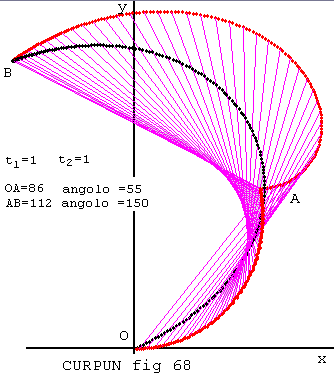 y
B
t1=1 t2=1
OA=86 angolo =55
AB=112 angolo =150
A
O
x
CURPUN fig 68